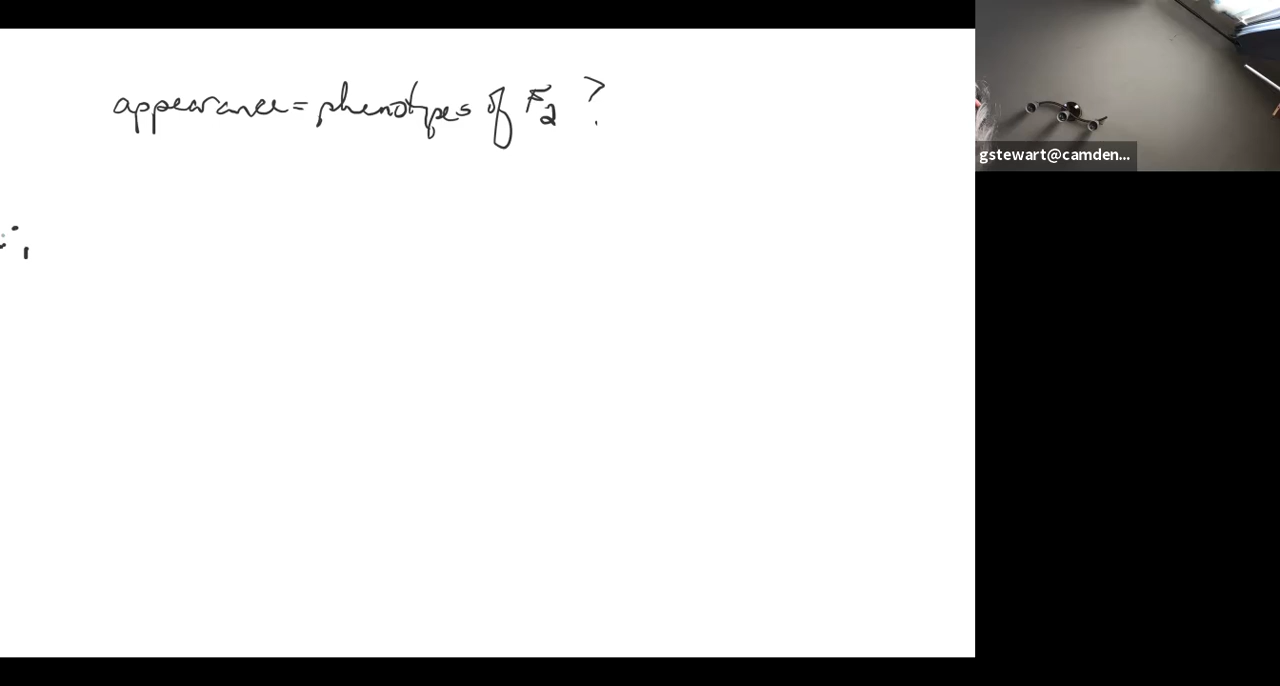 appearance = phenotypes of F2 ?
gstewart@camden...